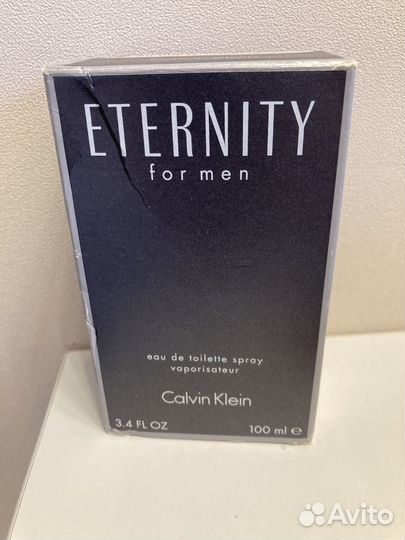 ETERNITY
for men
eau de toilette spray
vaporisateur
Calvin Klein
3.4 FL OZ 100 ml ℮
Avito